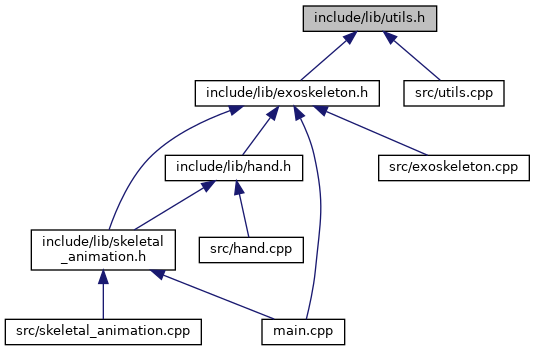 include/lib/utils.h
include/lib/exoskeleton.h
src/utils.cpp
include/lib/hand.h
src/exoskeleton.cpp
include/lib/skeletal
_animation.h
src/hand.cpp
src/skeletal_animation.cpp
main.cpp